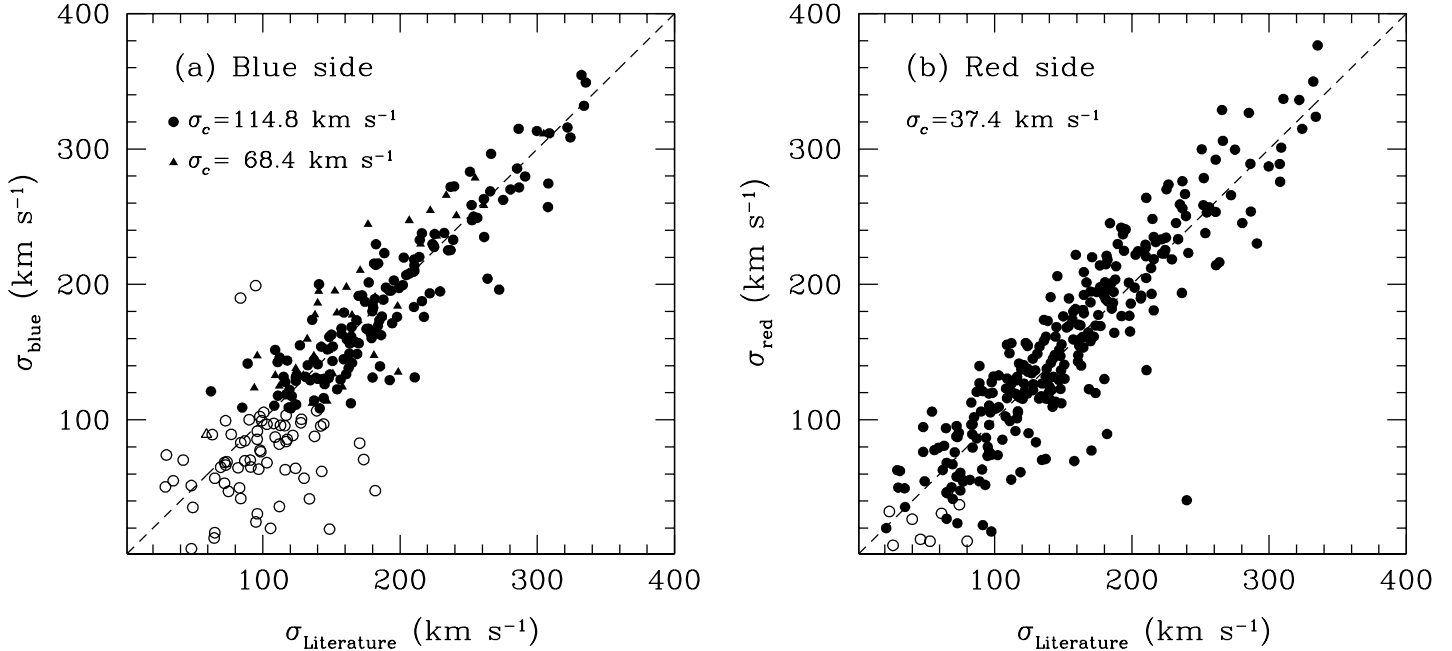 400
300
200
100
(a) Blue side
● σc=114.8 km s⁻¹
▲ σc= 68.4 km s⁻¹
σblue (km s⁻¹)
100 200 300 400
σLiterature (km s⁻¹)
400
300
200
100
(b) Red side
σc=37.4 km s⁻¹
σred (km s⁻¹)
100 200 300 400
σLiterature (km s⁻¹)